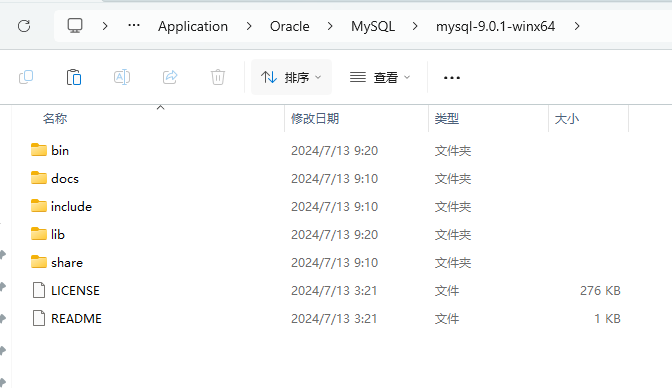 Application Oracle MySQL mysql-9.0.1-winx64
排序 查看
名称 修改日期 类型 大小
bin 2024/7/13 9:20 文件夹
docs 2024/7/13 9:10 文件夹
include 2024/7/13 9:10 文件夹
lib 2024/7/13 9:20 文件夹
share 2024/7/13 9:10 文件夹
LICENSE 2024/7/13 3:21 文件 276 KB
README 2024/7/13 3:21 文件 1 KB